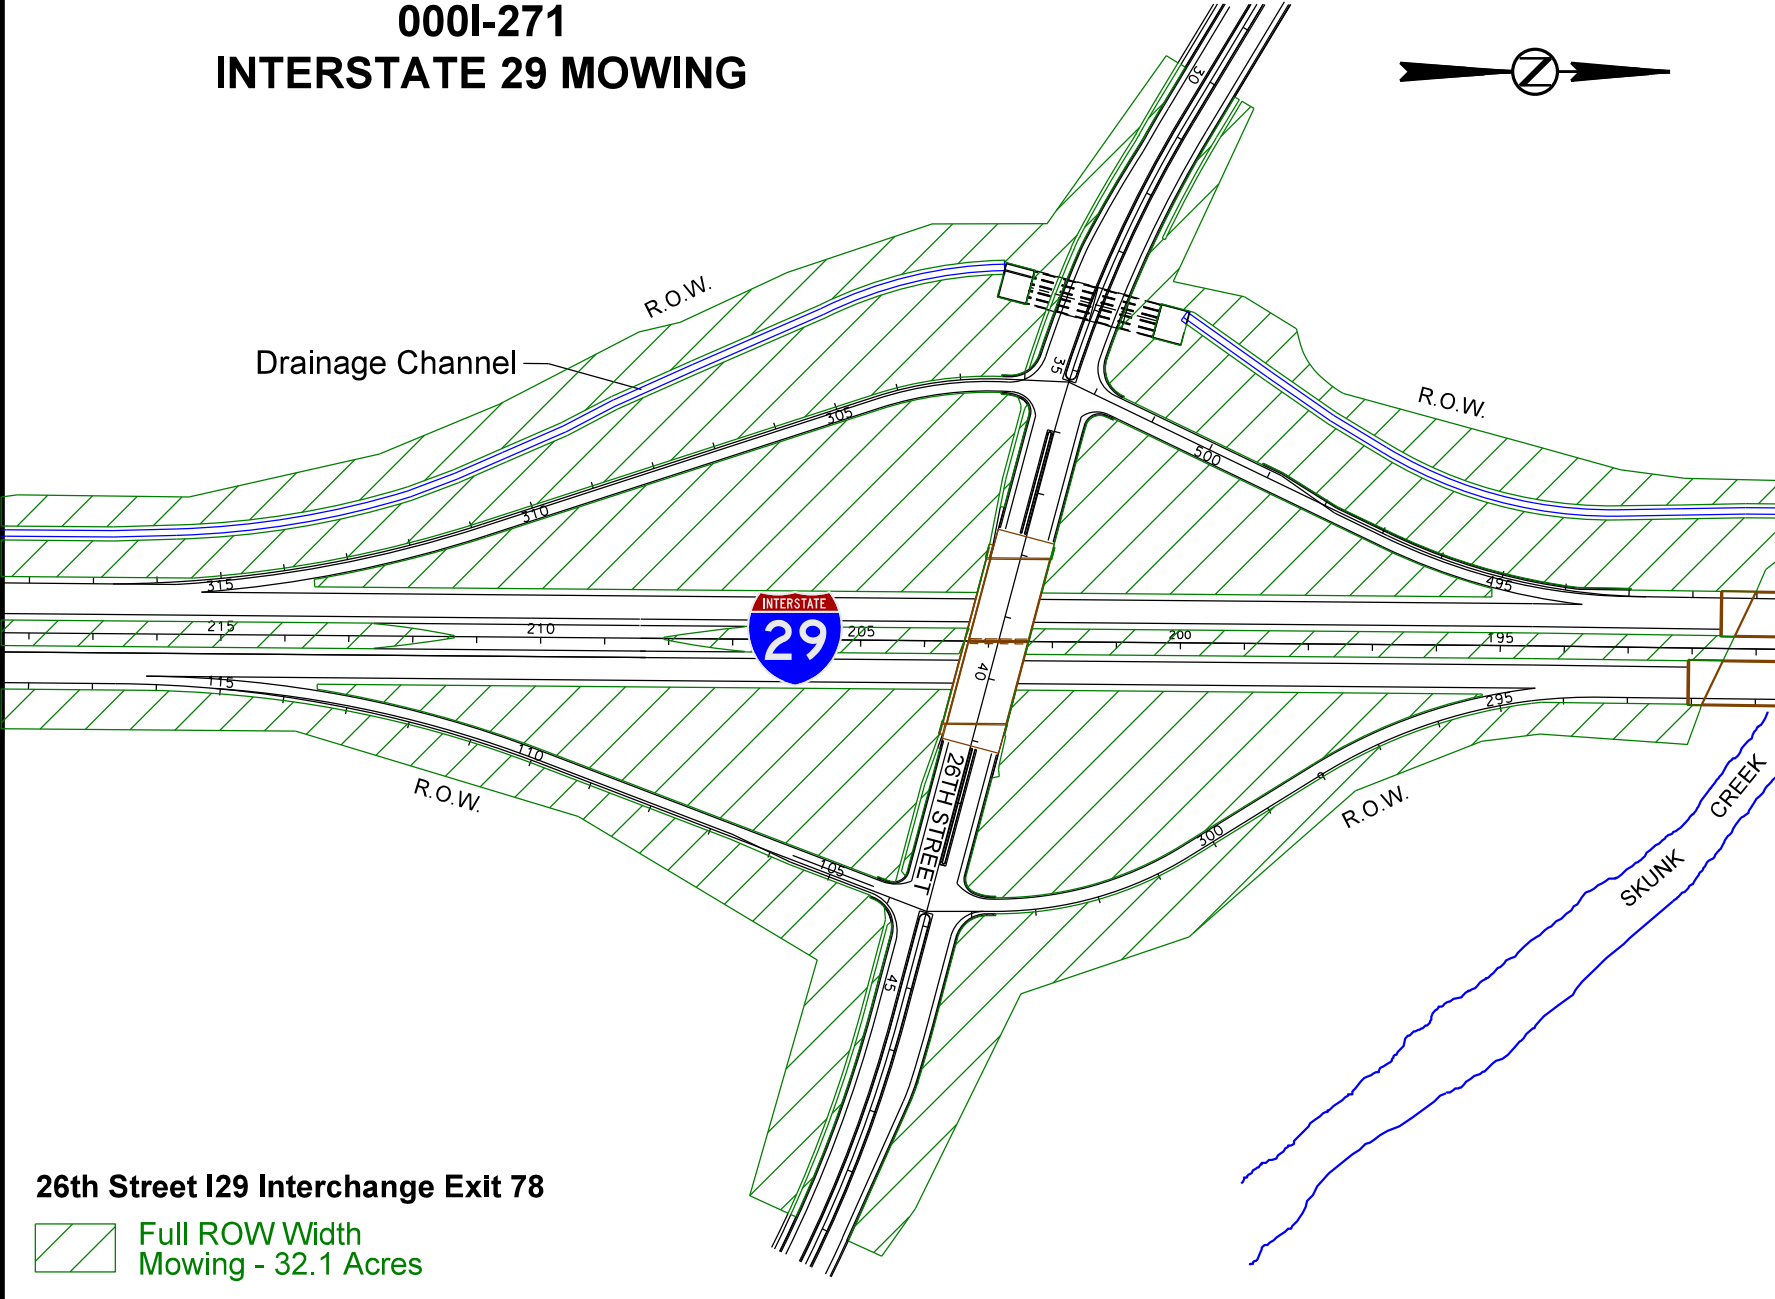 000I-271
INTERSTATE 29 MOWING
Z
30
R.O.W.
Drainage Channel
35
R.O.W.
305
500
310
495
315
INTERSTATE
29
215
210
205
200
195
40
115
295
110
26TH STREET
R.O.W.
R.O.W.
CREEK
300
105
SKUNK
45
26th Street I29 Interchange Exit 78
Full ROW Width
Mowing - 32.1 Acres